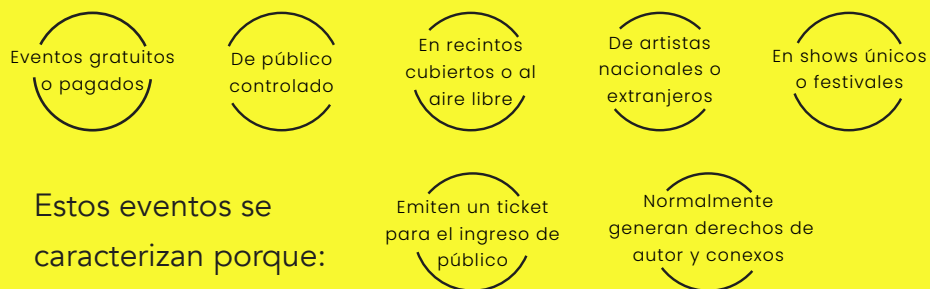 Eventos gratuitos
o pagados
De público
controlado
En recintos
cubiertos o al
aire libre
De artistas
nacionales o
extranjeros
En shows únicos
o festivales
Estos eventos se
caracterizan porque:
Emiten un ticket
para el ingreso de
público
Normalmente
generan derechos de
autor y conexos